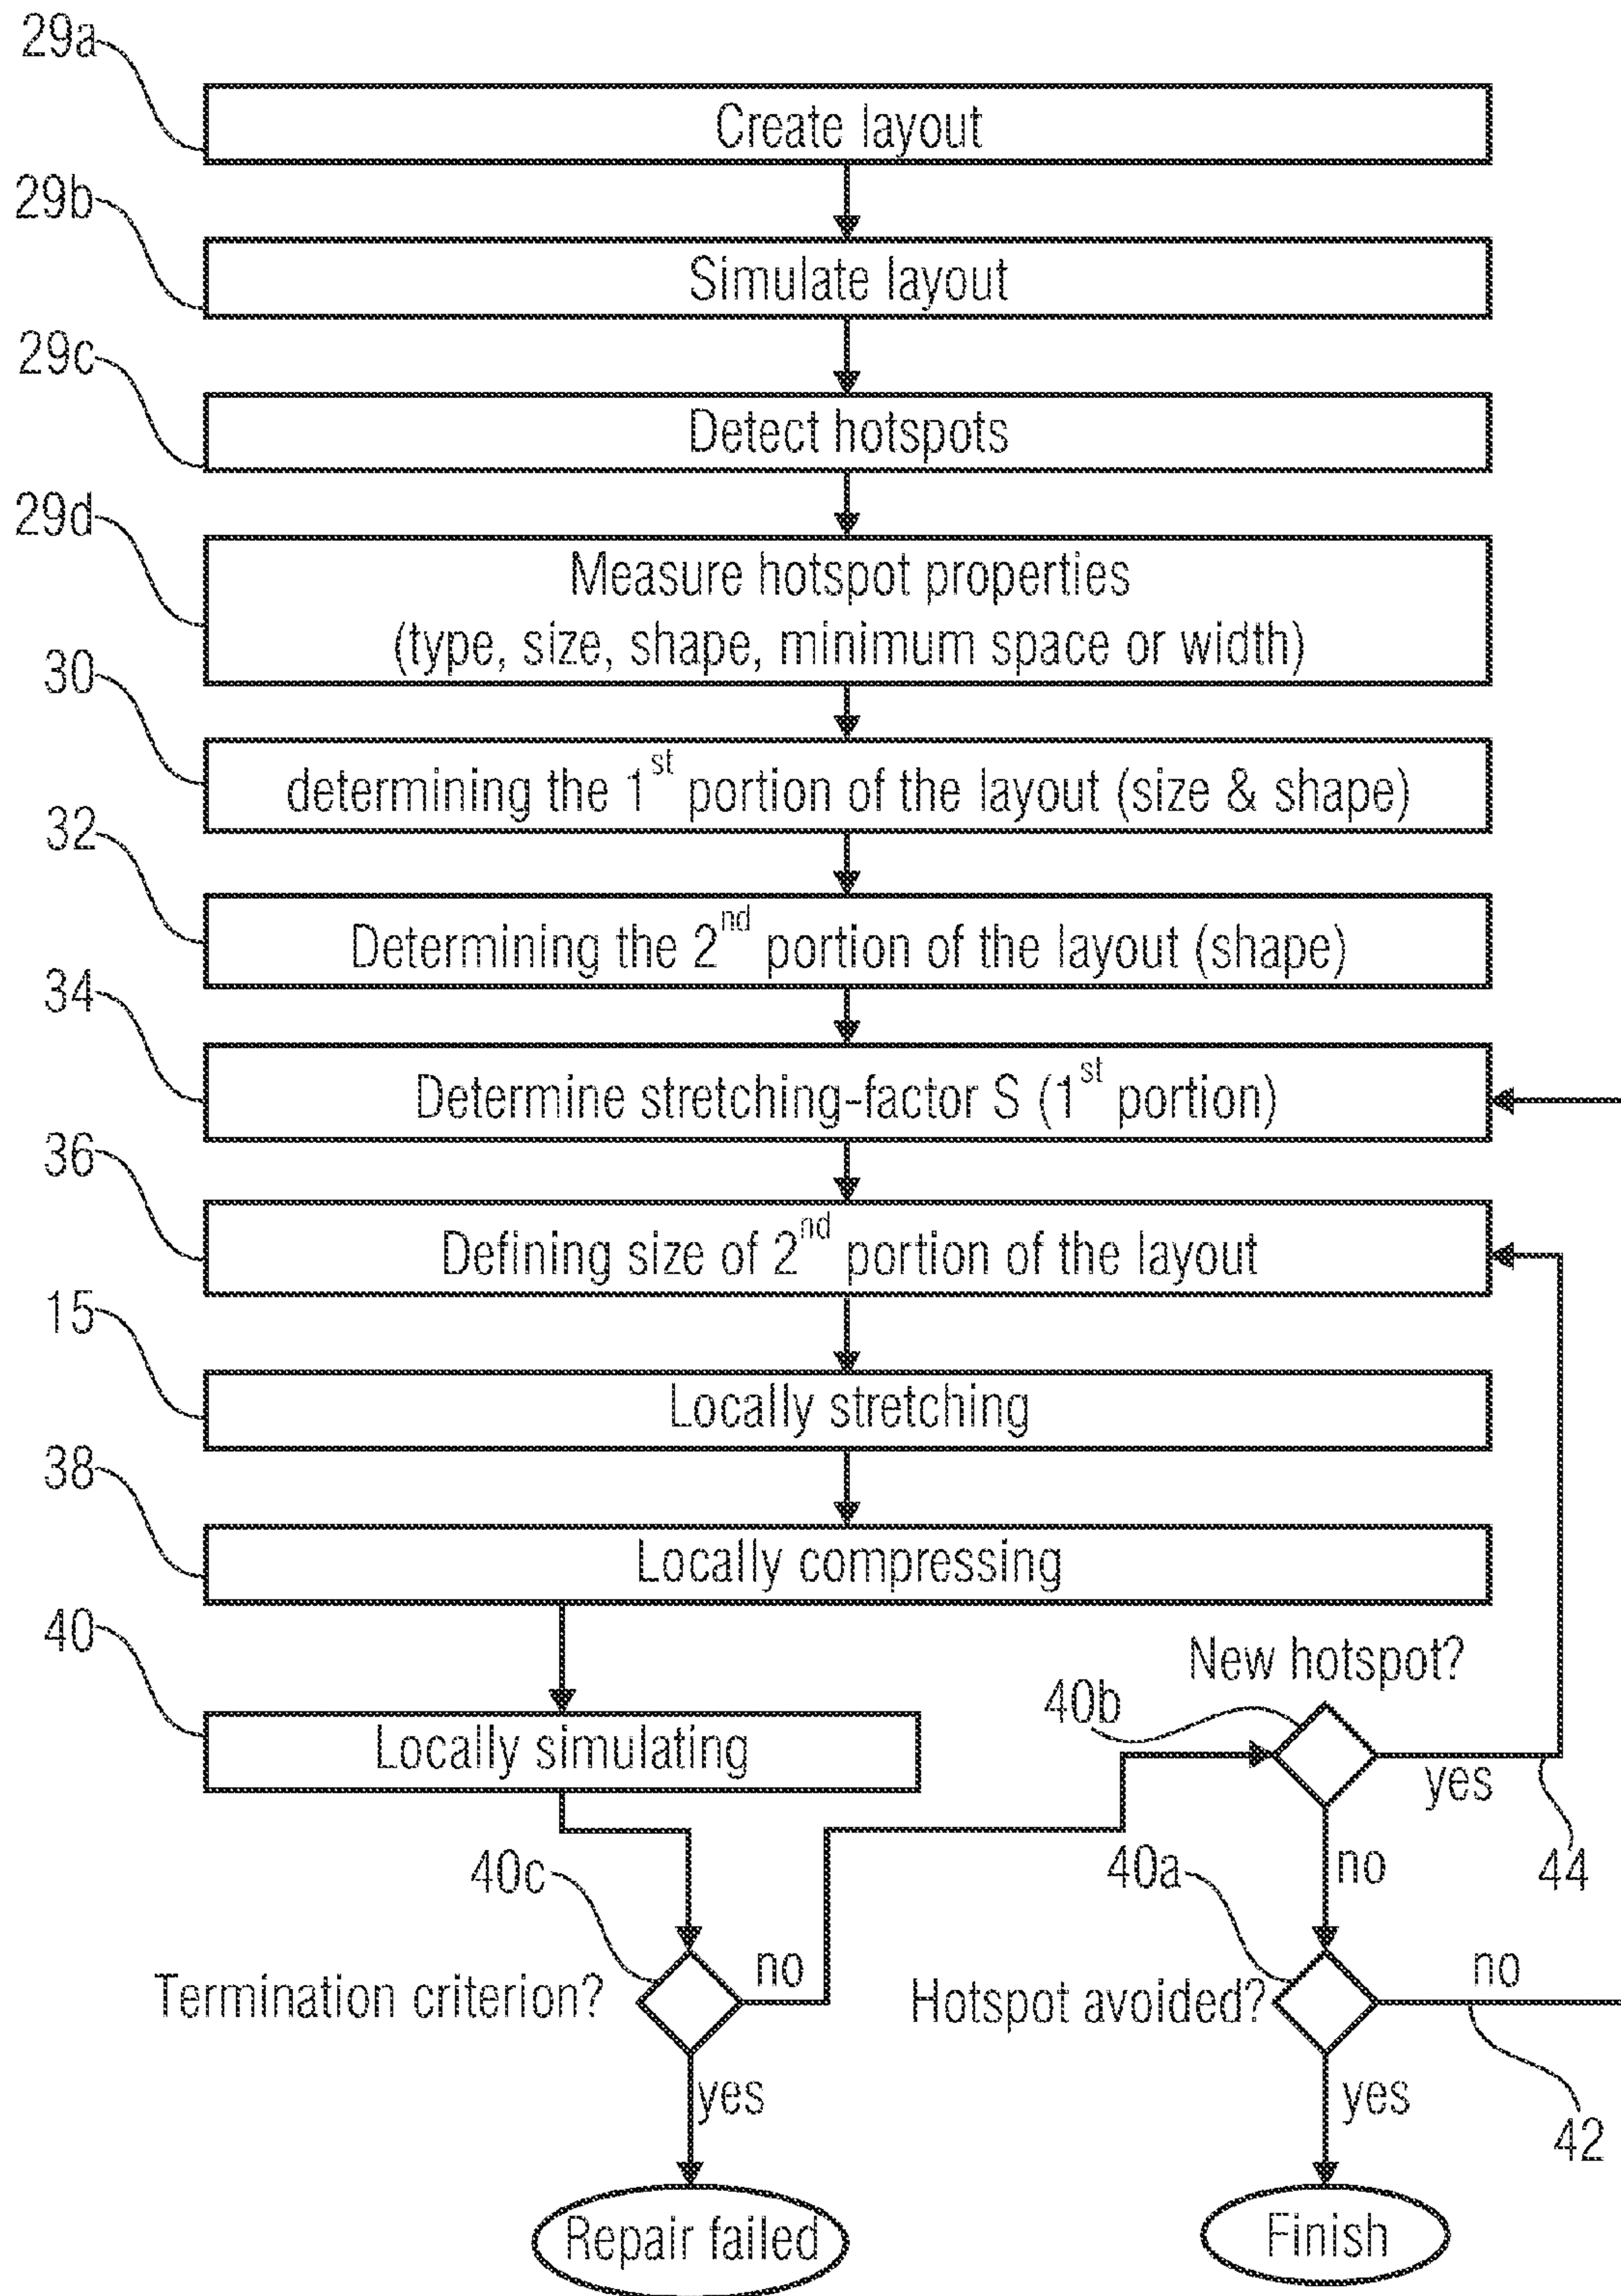 29a
Create layout
29b
Simulate layout
29c
Detect hotspots
29d
Measure hotspot properties
(type, size, shape, minimum space or width)
30
determining the 1st portion of the layout (size & shape)
32
Determining the 2nd portion of the layout (shape)
34
Determine stretching-factor S (1st portion)
36
Defining size of 2nd portion of the layout
15
Locally stretching
38
Locally compressing
40
Locally simulating
New hotspot?
40b
yes
44
no
40c
Termination criterion?
no
yes
40a
Hotspot avoided?
no
42
yes
Repair failed
Finish